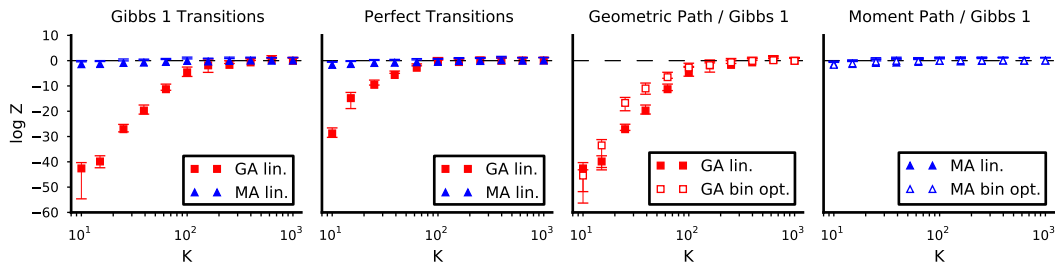 Gibbs 1 Transitions
Perfect Transitions
Geometric Path / Gibbs 1
Moment Path / Gibbs 1
log Z
10
0
−10
−20
−30
−40
−50
−60
GA lin.
MA lin.
GA lin.
MA lin.
GA lin.
GA bin opt.
MA lin.
MA bin opt.
10¹ 10² 10³
10¹ 10² 10³
10¹ 10² 10³
10¹ 10² 10³
K
K
K
K